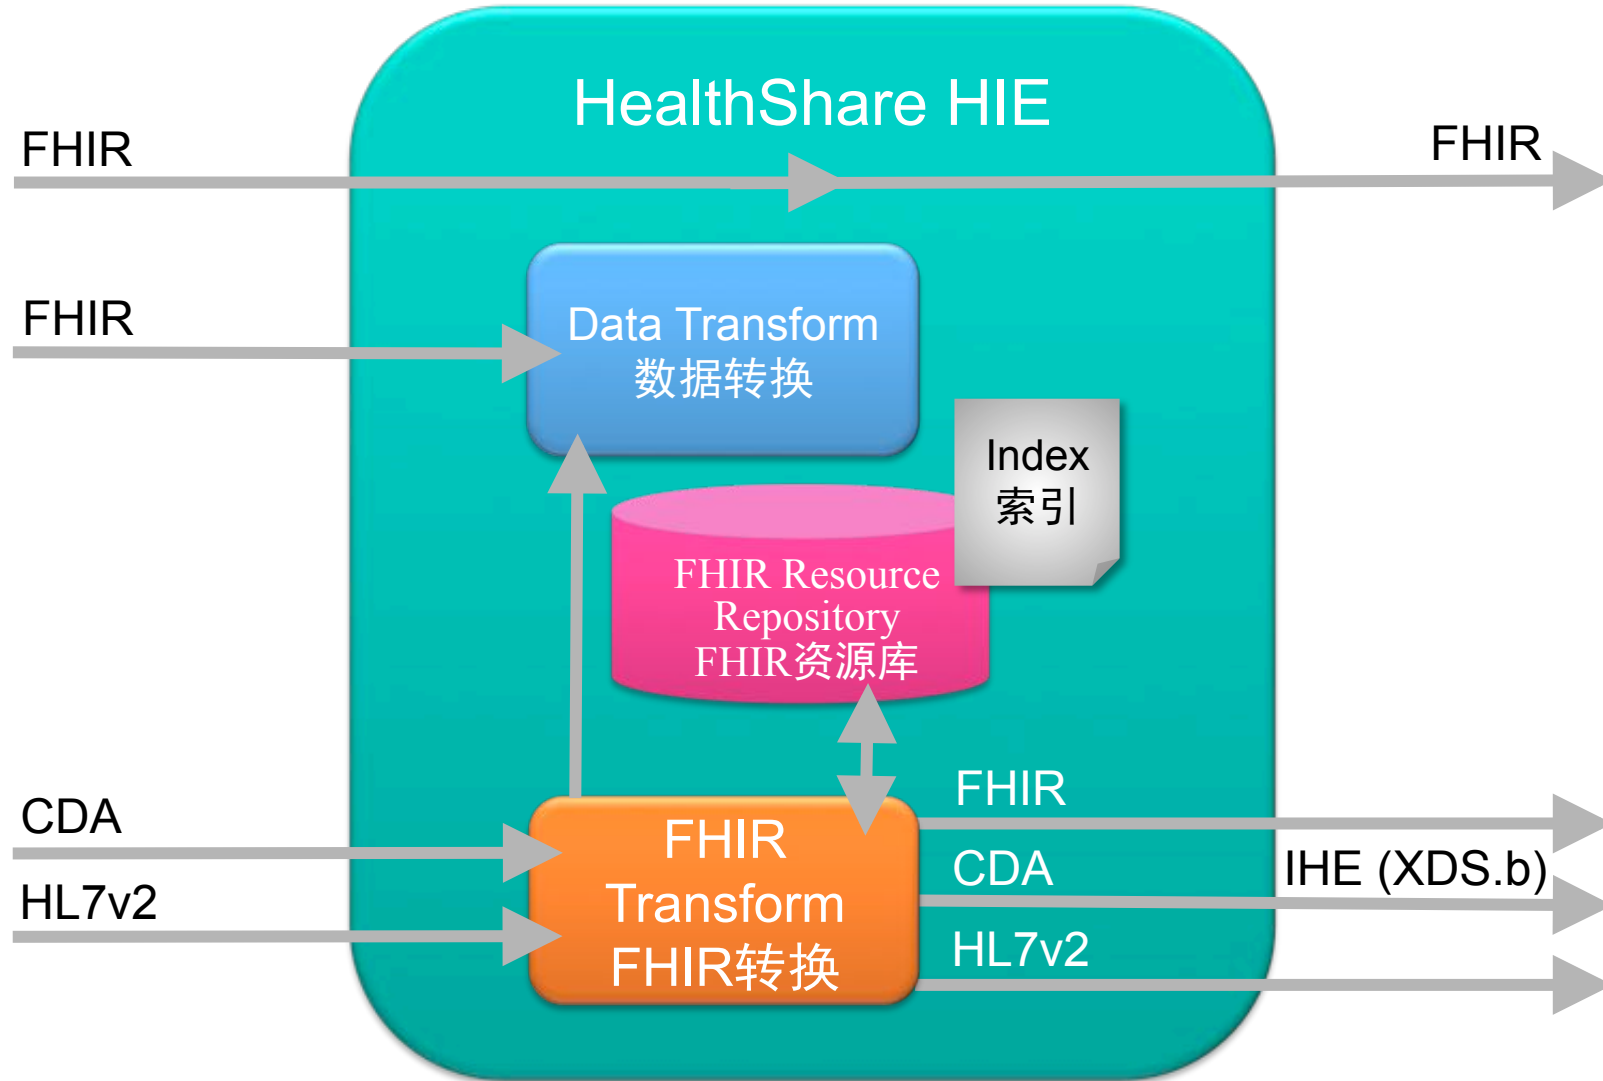 HealthShare HIE
FHIR
FHIR
FHIR
Data Transform
数据转换
Index
索引
FHIR Resource
Repository
FHIR资源库
CDA
HL7v2
FHIR
Transform
FHIR转换
FHIR
CDA
IHE (XDS.b)
HL7v2